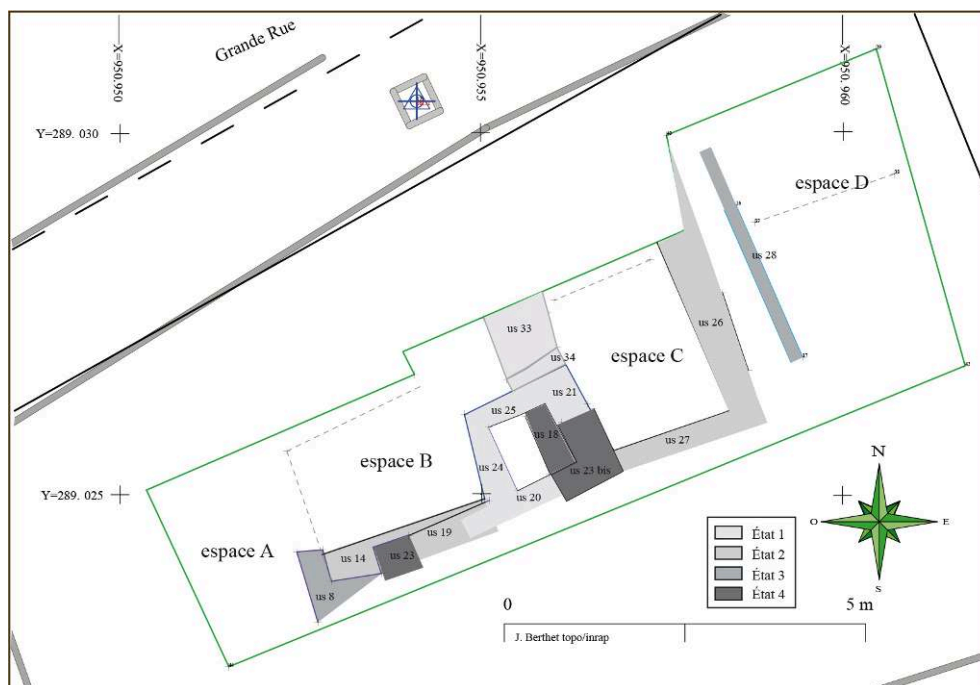 Grande Rue
X=950.950
X=950.955
X=950.960
Y=289. 030
espace D
us 28
us 33
us 26
us 34
espace C
us 21
us 25
us 18
us 27
us 24
us 23 bis
espace B
us 20
Y=289. 025
us 19
espace A
us 14
us 23
us 8
N
O
E
S
État 1
État 2
État 3
État 4
0
5 m
J. Berthet topo/inrap